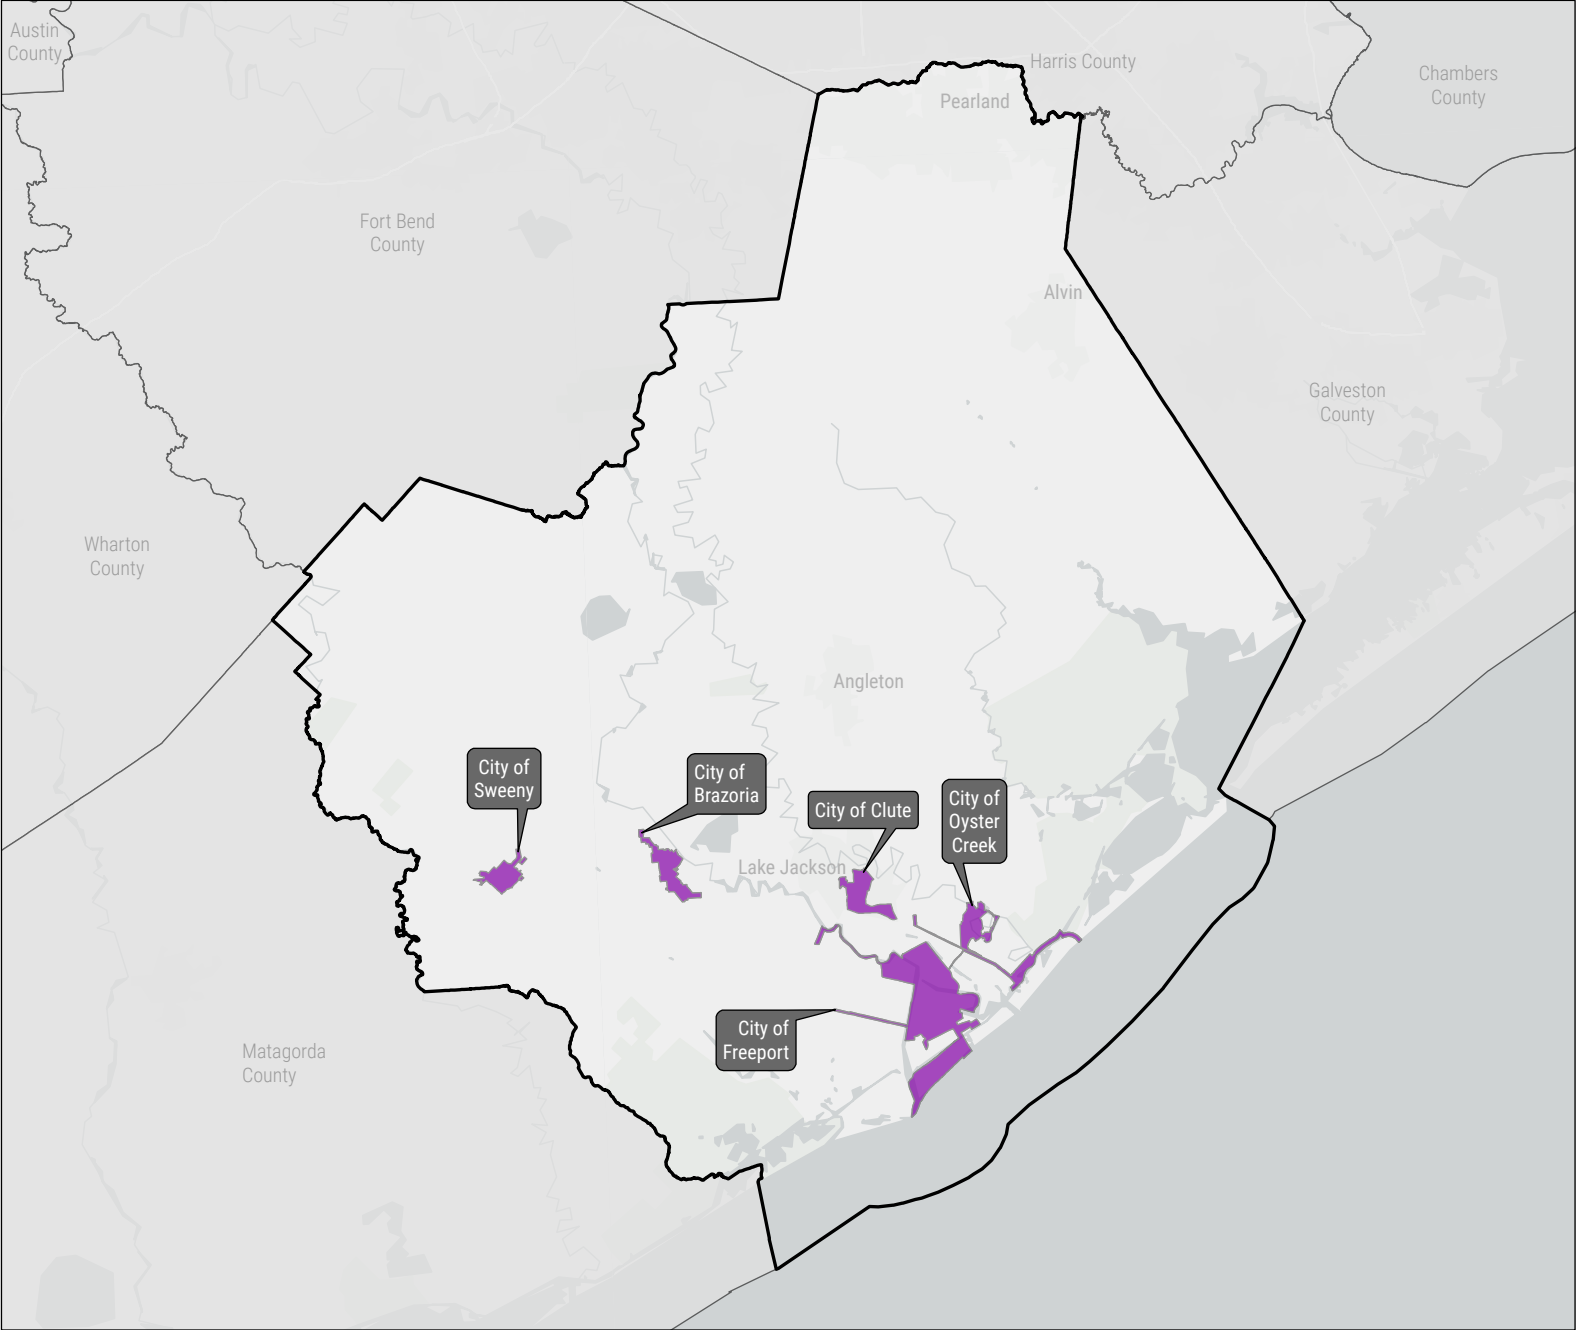 Austin
County
Harris County
Chambers
County
Pearland
Fort Bend
County
Alvin
Galveston
County
Wharton
County
Angleton
City of
Sweeny
City of
Brazoria
City of Clute
City of
Oyster
Creek
Lake Jackson
City of
Freeport
Matagorda
County